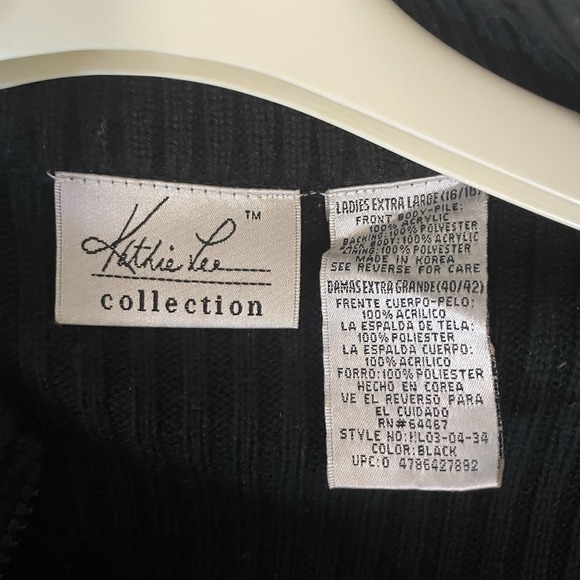 Kathie Lee™
collection
LADIES EXTRA LARGE (16/18)
FRONT BODY-PILE:
100% ACRYLIC
BACKING: 100% POLYESTER
BACK BODY: 100% ACRYLIC
LINING: 100% POLYESTER
MADE IN KOREA
SEE REVERSE FOR CARE
DAMAS EXTRA GRANDE (40/42)
FRENTE CUERPO-PELO:
100% ACRILICO
LA ESPALDA DE TELA:
100% POLIESTER
LA ESPALDA CUERPO:
100% ACRILICO
FORRO: 100% POLIESTER
HECHO EN COREA
VE EL REVERSO PARA
EL CUIDADO
RN#64467
STYLE NO: HL03-04-34
COLOR: BLACK
UPC: 0 4786427892